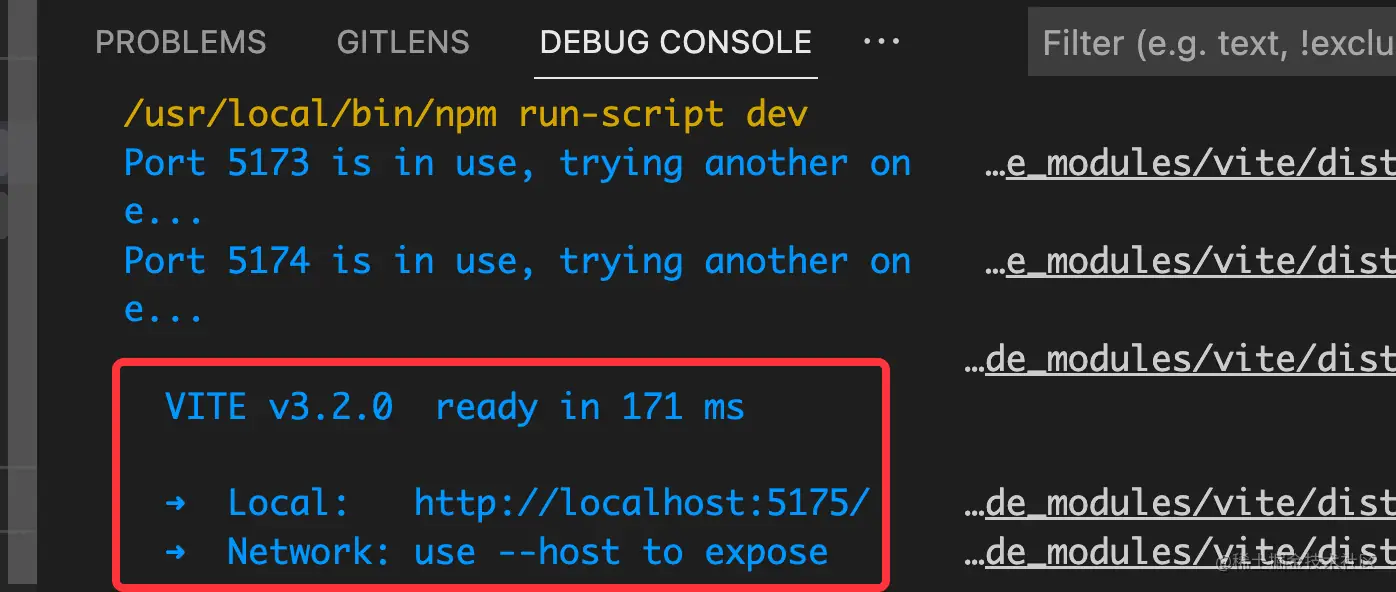 PROBLEMS GITLENS DEBUG CONSOLE ··· Filter (e.g. text, !exclu
/usr/local/bin/npm run-script dev
Port 5173 is in use, trying another on …e_modules/vite/dist
e...
Port 5174 is in use, trying another on …e_modules/vite/dist
e...
…de_modules/vite/dist
VITE v3.2.0 ready in 171 ms
➜ Local: http://localhost:5175/ …de_modules/vite/dist
➜ Network: use --host to expose …de_modules/vite/dist
@稀土掘金技术社区